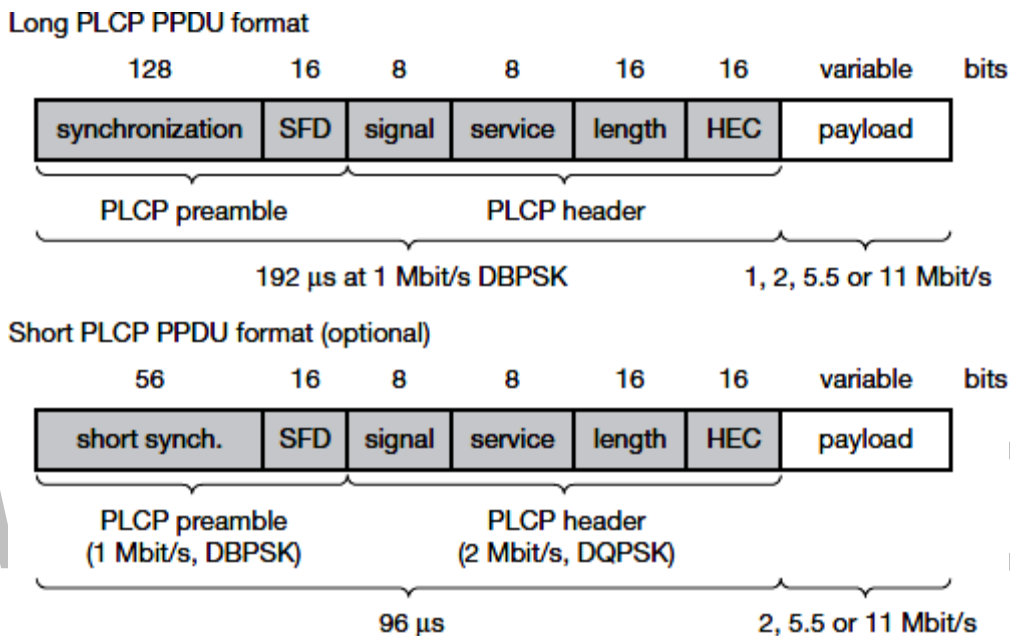 Long PLCP PPDU format
128 16 8 8 16 16 variable bits
synchronization SFD signal service length HEC payload
PLCP preamble PLCP header
192 µs at 1 Mbit/s DBPSK 1, 2, 5.5 or 11 Mbit/s
Short PLCP PPDU format (optional)
56 16 8 8 16 16 variable bits
short synch. SFD signal service length HEC payload
PLCP preamble PLCP header
(1 Mbit/s, DBPSK) (2 Mbit/s, DQPSK)
96 µs 2, 5.5 or 11 Mbit/s